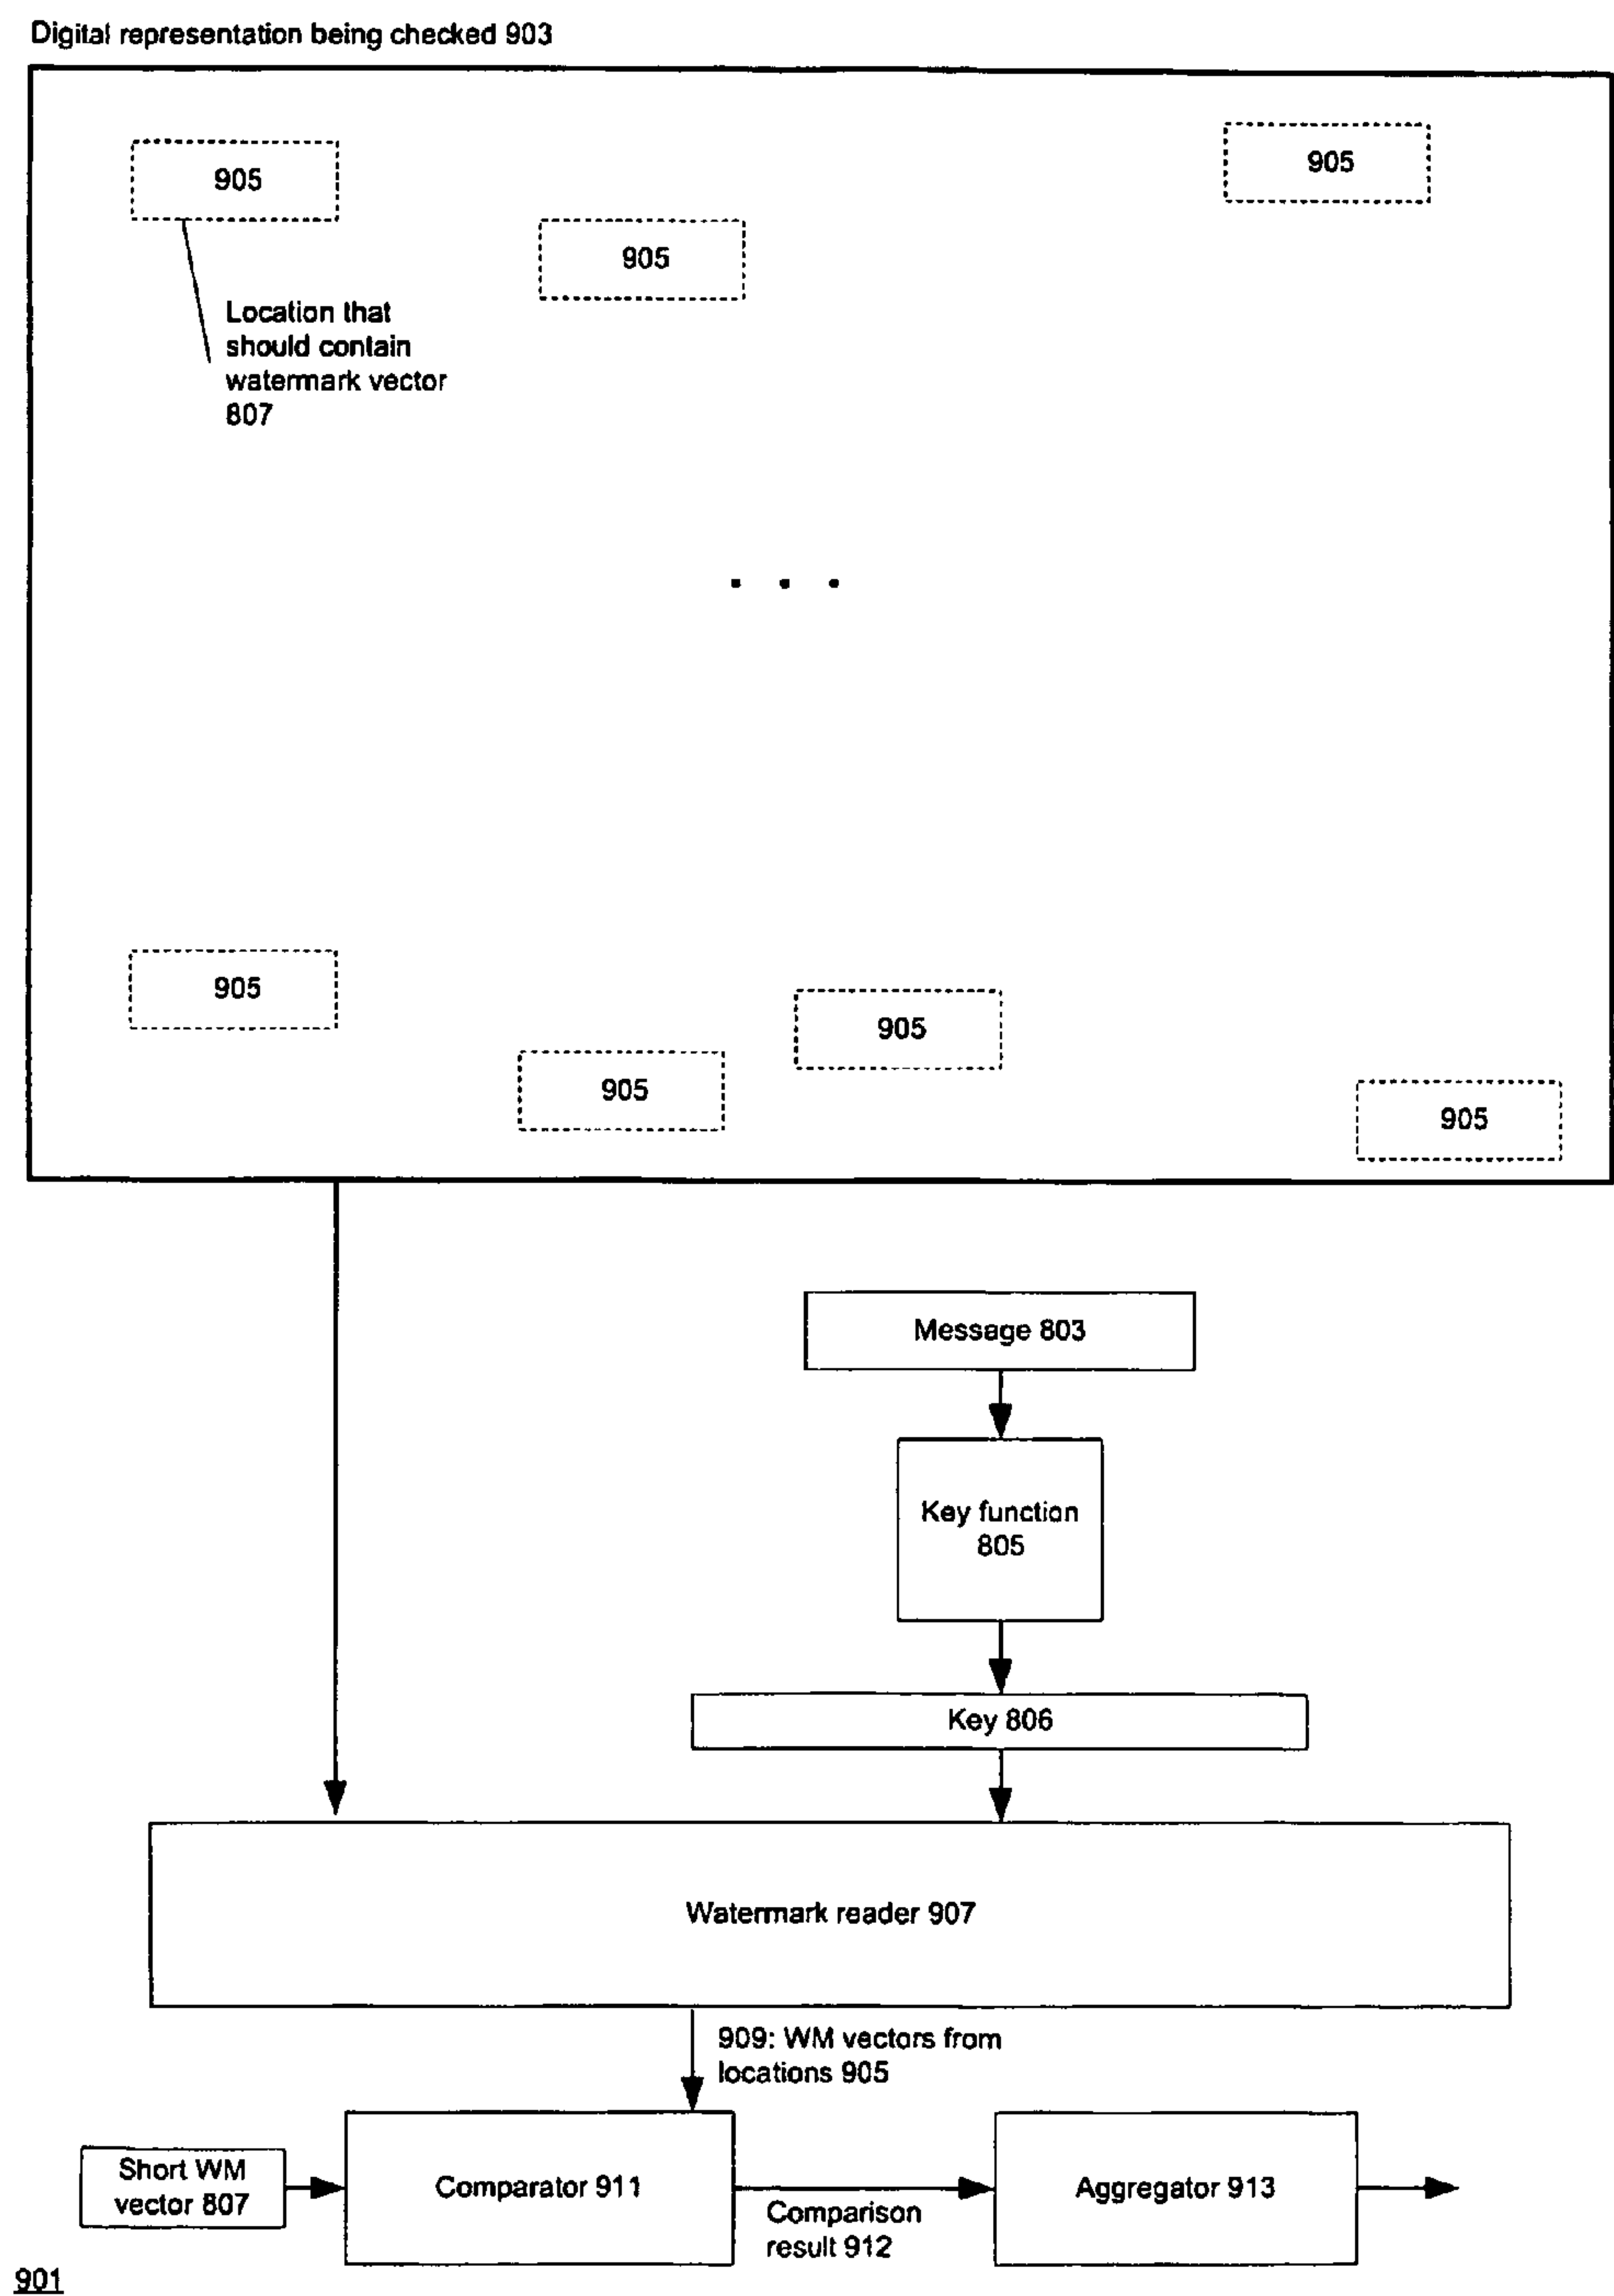 Digital representation being checked 903
905
905
905
Location that
should contain
watermark vector
807
. . .
905
905
905
905
Message 803
Key function
805
Key 806
Watermark reader 907
909: WM vectors from
locations 905
Short WM
vector 807
Comparator 911
Comparison
result 912
Aggregator 913
901